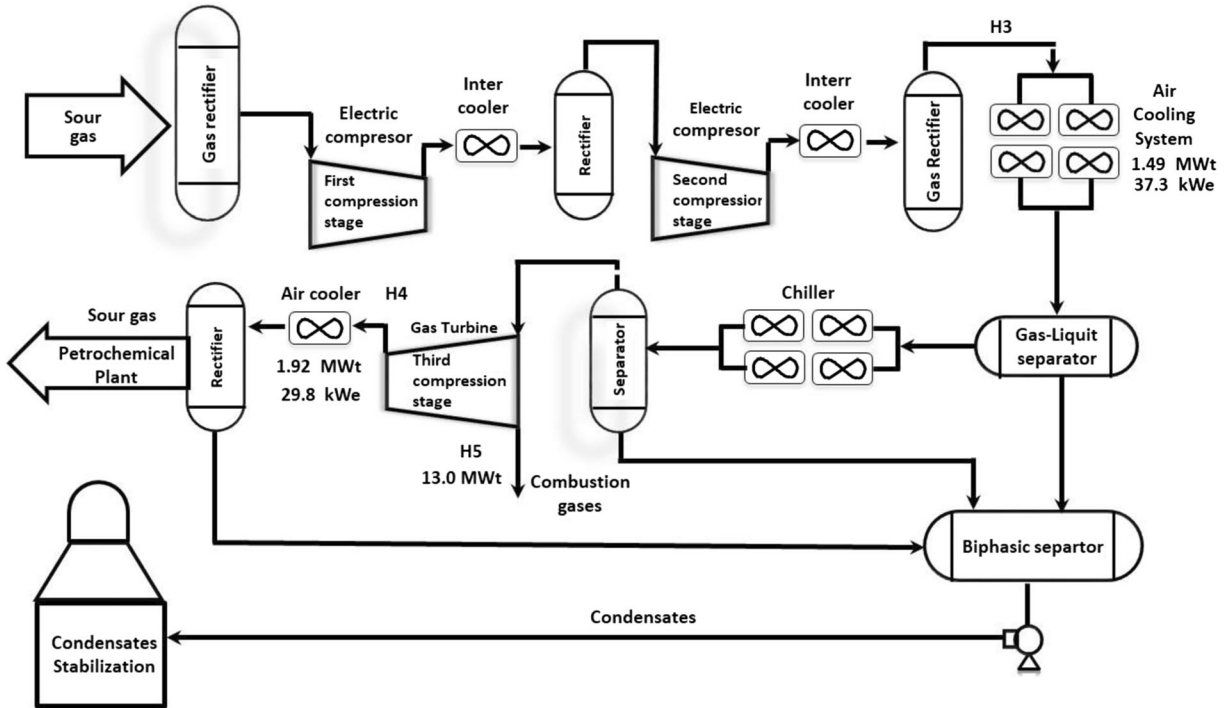 Sour
gas
Gas rectifier
Electric
compresor
First
compression
stage
Inter
cooler
Rectifier
Electric
compresor
Second
compression
stage
Interr
cooler
Gas Rectifier
H3
Air
Cooling
System
1.49 MWt
37.3 kWe
Sour gas
Petrochemical
Plant
Rectifier
Air cooler
H4
1.92 MWt
29.8 kWe
Gas Turbine
Third
compression
stage
H5
13.0 MWt
Combustion
gases
Separator
Chiller
Gas-Liquit
separator
Biphasic separtor
Condensates
Condensates
Stabilization